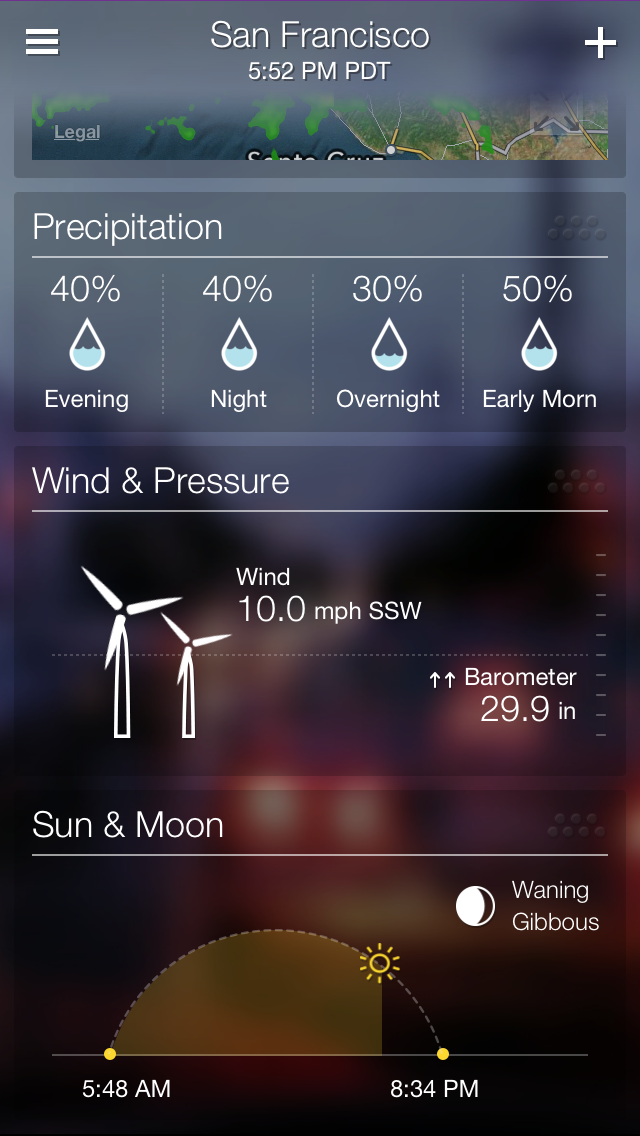 San Francisco
5:52 PM PDT
Legal
Santa Cruz
Precipitation
40% 40% 30% 50%
Evening Night Overnight Early Morn
Wind & Pressure
Wind
10.0 mph SSW
↑↑ Barometer
29.9 in
Sun & Moon
Waning
Gibbous
5:48 AM 8:34 PM